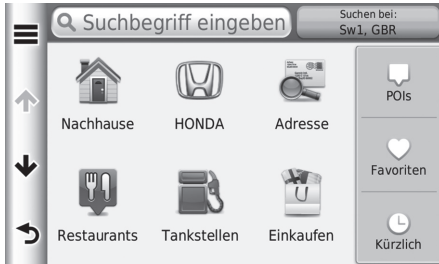 Suchbegriff eingeben
Suchen bei:
Sw1, GBR
Nachhause
HONDA
Adresse
POIs
Restaurants
Tankstellen
Einkaufen
Favoriten
Kürzlich